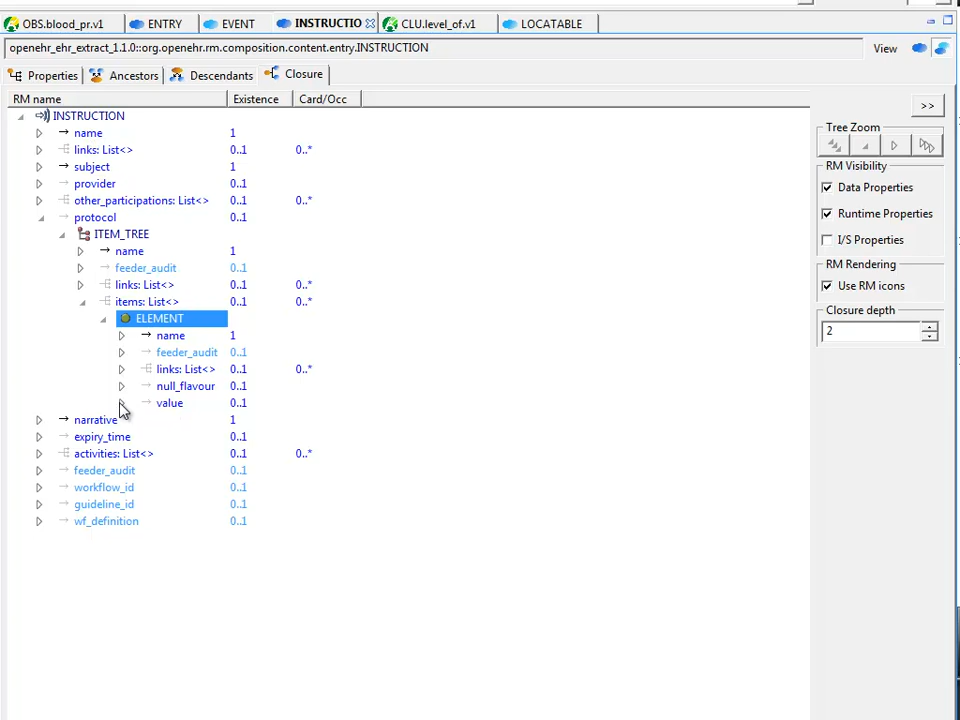 OBS.blood_pr.v1 ENTRY EVENT INSTRUCTIO CLU.level_of.v1 LOCATABLE
openehr_ehr_extract_1.1.0::org.openehr.rm.composition.content.entry.INSTRUCTION View
Properties Ancestors Descendants Closure
RM name Existence Card/Occ
>>
INSTRUCTION
name 1
links: List<> 0..1 0..*
subject 1
provider 0..1
other_participations: List<> 0..1 0..*
protocol 0..1
ITEM_TREE
name 1
feeder_audit 0..1
links: List<> 0..1 0..*
items: List<> 0..1 0..*
ELEMENT
name 1
feeder_audit 0..1
links: List<> 0..1 0..*
null_flavour 0..1
value 0..1
narrative 1
expiry_time 0..1
activities: List<> 0..1 0..*
feeder_audit 0..1
workflow_id 0..1
guideline_id 0..1
wf_definition 0..1
Tree Zoom
RM Visibility
Data Properties
Runtime Properties
I/S Properties
RM Rendering
Use RM icons
Closure depth
2